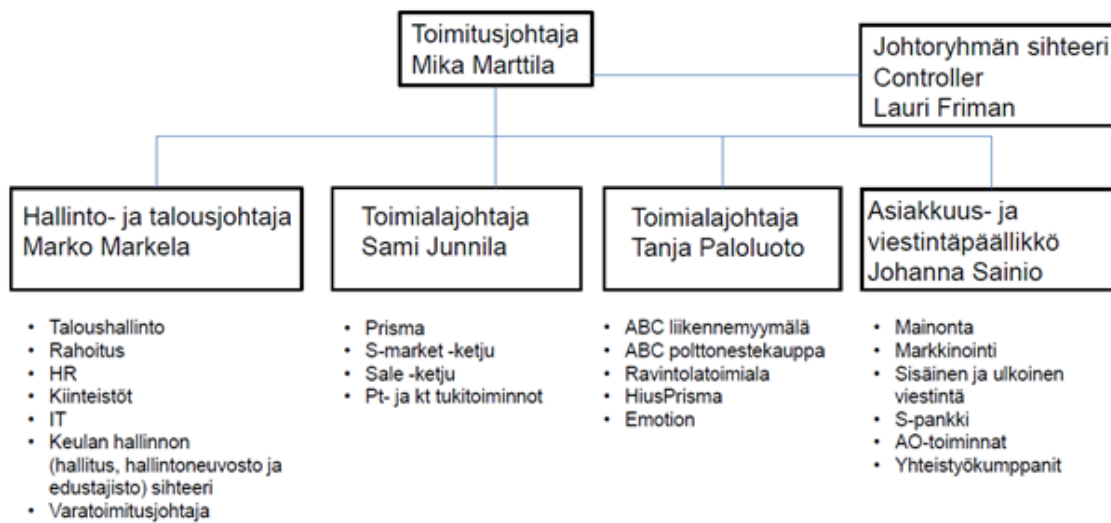 Toimitusjohtaja
Mika Marttila
Johtoryhmän sihteeri
Controller
Lauri Friman
Hallinto- ja talousjohtaja
Marko Markela
Toimialajohtaja
Sami Junnila
Toimialajohtaja
Tanja Paloluoto
Asiakkuus- ja
viestintäpäällikkö
Johanna Sainio
• Taloushallinto
• Rahoitus
• HR
• Kiinteistöt
• IT
• Keulan hallinnon
(hallitus, hallintoneuvosto ja
edustajisto) sihteeri
• Varatoimitusjohtaja
• Prisma
• S-market -ketju
• Sale -ketju
• Pt- ja kt tukitoiminnot
• ABC liikennemyymälä
• ABC polttonestekauppa
• Ravintolatoimiala
• HiusPrisma
• Emotion
• Mainonta
• Markkinointi
• Sisäinen ja ulkoinen
viestintä
• S-pankki
• AO-toiminnat
• Yhteistyökumppanit